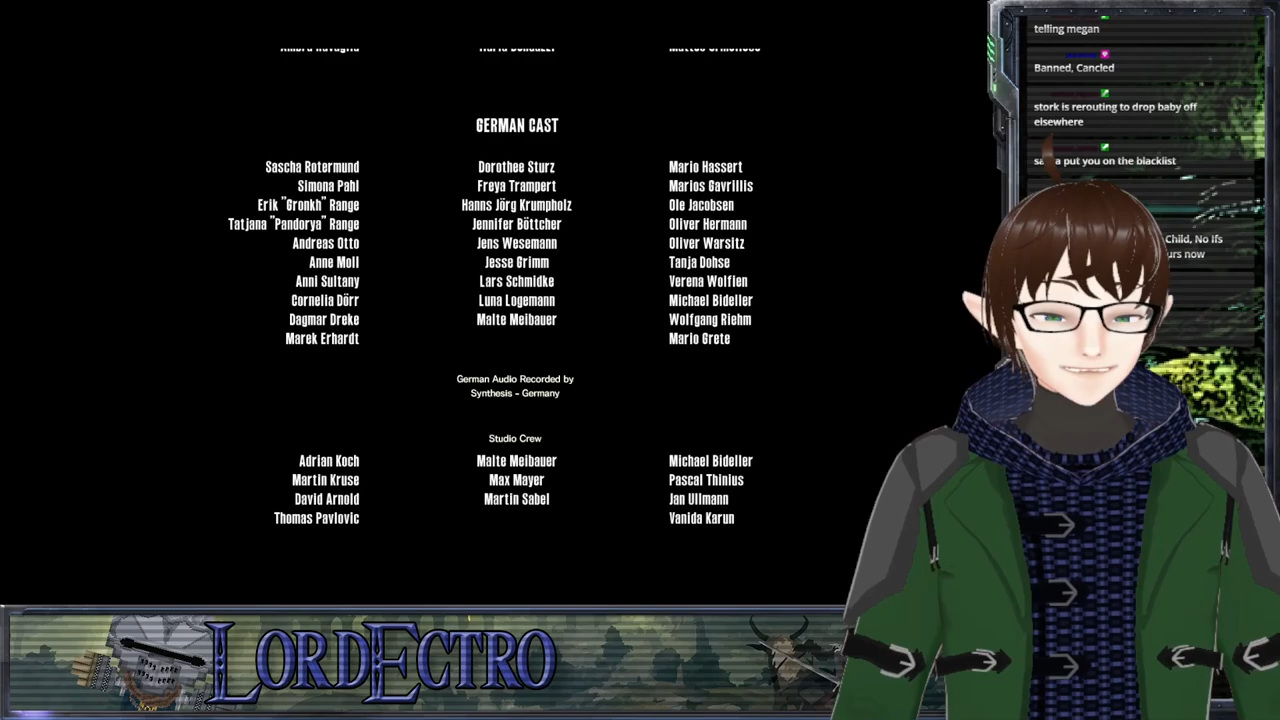 GERMAN CAST
Sascha Rotermund
Simona Pahl
Erik "Gronkh" Range
Tatjana "Pandorya" Range
Andreas Otto
Anne Moll
Anni Sultany
Cornelia Dörr
Dagmar Dreke
Marek Erhardt
Dorothee Sturz
Freya Trampert
Hanns Jörg Krumpholz
Jennifer Böttcher
Jens Wesemann
Jesse Grimm
Lars Schmidke
Luna Logemann
Malte Meibauer
Mario Hassert
Marios Gavrillis
Ole Jacobsen
Oliver Hermann
Oliver Warsitz
Tanja Dohse
Verena Wolfien
Michael Bideller
Wolfgang Riehm
Mario Grete
German Audio Recorded by
Synthesis - Germany
Studio Crew
Adrian Koch
Martin Kruse
David Arnold
Thomas Pavlovic
Malte Meibauer
Max Mayer
Martin Sabel
Michael Bideller
Pascal Thinius
Jan Ullmann
Vanida Karun
telling megan
Banned, Cancled
stork is rerouting to drop baby off
elsewhere
put you on the blacklist
Child, No Ifs
now
LORDECTRO